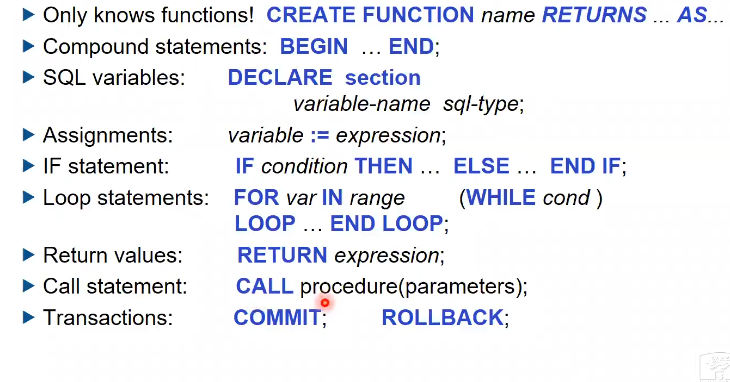 Only knows functions! CREATE FUNCTION name RETURNS ... AS...
Compound statements: BEGIN ... END;
SQL variables: DECLARE section
variable-name sql-type;
Assignments: variable := expression;
IF statement: IF condition THEN ... ELSE ... END IF;
Loop statements: FOR var IN range (WHILE cond )
LOOP ... END LOOP;
Return values: RETURN expression;
Call statement: CALL procedure(parameters);
Transactions: COMMIT; ROLLBACK;